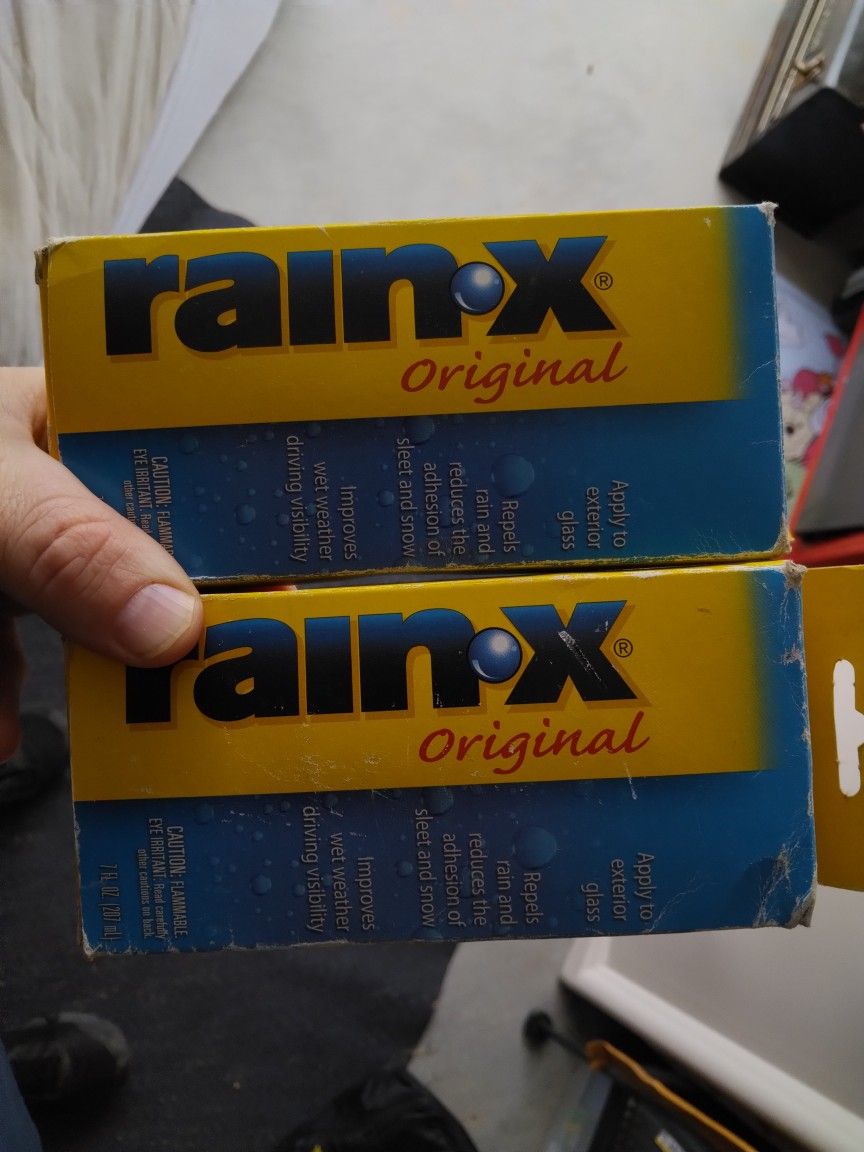 rain·x®
Original
Apply to
exterior
glass
Repels
rain and
reduces the
adhesion of
sleet and snow
Improves
wet weather
driving visibility
CAUTION:
EYE IRRITANT. Read
other
rain·x®
Original
Apply to
exterior
glass
Repels
rain and
reduces the
adhesion of
sleet and snow
Improves
wet weather
driving visibility
CAUTION: FLAMMABLE
EYE IRRITANT. Read carefully
other cautions on back
7 fl. oz. (207 mL)